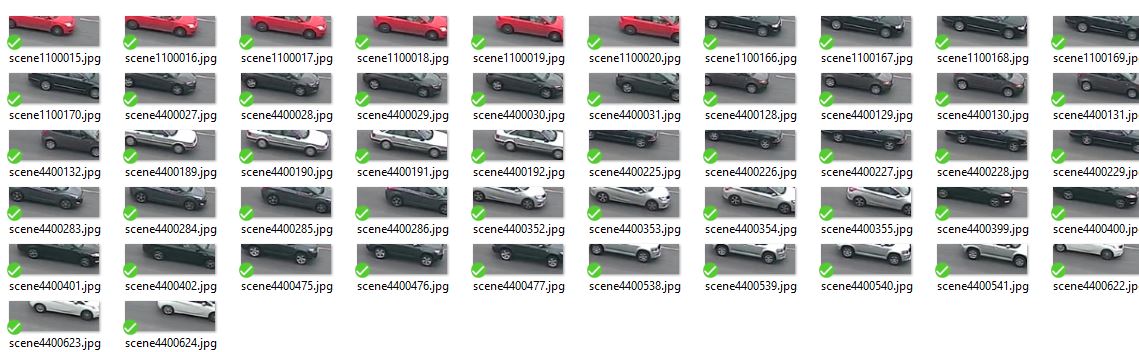 scene1100015.jpg scene1100016.jpg scene1100017.jpg scene1100018.jpg scene1100019.jpg scene1100020.jpg scene1100166.jpg scene1100167.jpg scene1100168.jpg scene1100169.jpg
scene1100170.jpg scene4400027.jpg scene4400028.jpg scene4400029.jpg scene4400030.jpg scene4400031.jpg scene4400128.jpg scene4400129.jpg scene4400130.jpg scene4400131.jpg
scene4400132.jpg scene4400189.jpg scene4400190.jpg scene4400191.jpg scene4400192.jpg scene4400225.jpg scene4400226.jpg scene4400227.jpg scene4400228.jpg scene4400229.jpg
scene4400283.jpg scene4400284.jpg scene4400285.jpg scene4400286.jpg scene4400352.jpg scene4400353.jpg scene4400354.jpg scene4400355.jpg scene4400399.jpg scene4400400.jpg
scene4400401.jpg scene4400402.jpg scene4400475.jpg scene4400476.jpg scene4400477.jpg scene4400538.jpg scene4400539.jpg scene4400540.jpg scene4400541.jpg scene4400622.jpg
scene4400623.jpg scene4400624.jpg